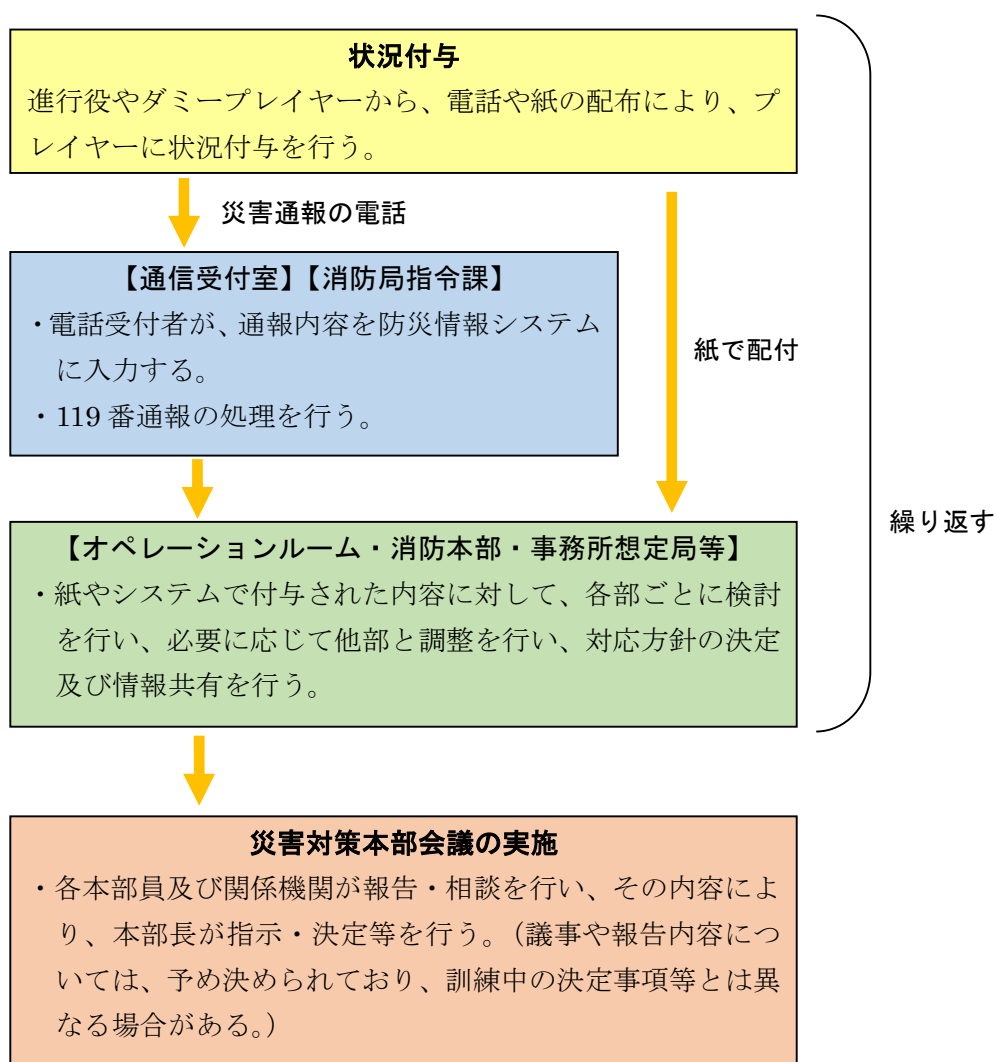 状況付与
進行役やダミープレイヤーから、電話や紙の配布により、プ
レイヤーに状況付与を行う。
災害通報の電話
【通信受付室】【消防局指令課】
・電話受付者が、通報内容を防災情報システム
に入力する。
・119 番通報の処理を行う。
紙で配付
【オペレーションルーム・消防本部・事務所想定局等】
・紙やシステムで付与された内容に対して、各部ごとに検討
を行い、必要に応じて他部と調整を行い、対応方針の決定
及び情報共有を行う。
繰り返す
災害対策本部会議の実施
・各本部員及び関係機関が報告・相談を行い、その内容によ
り、本部長が指示・決定等を行う。（議事や報告内容につ
いては、予め決められており、訓練中の決定事項等とは異
なる場合がある。）